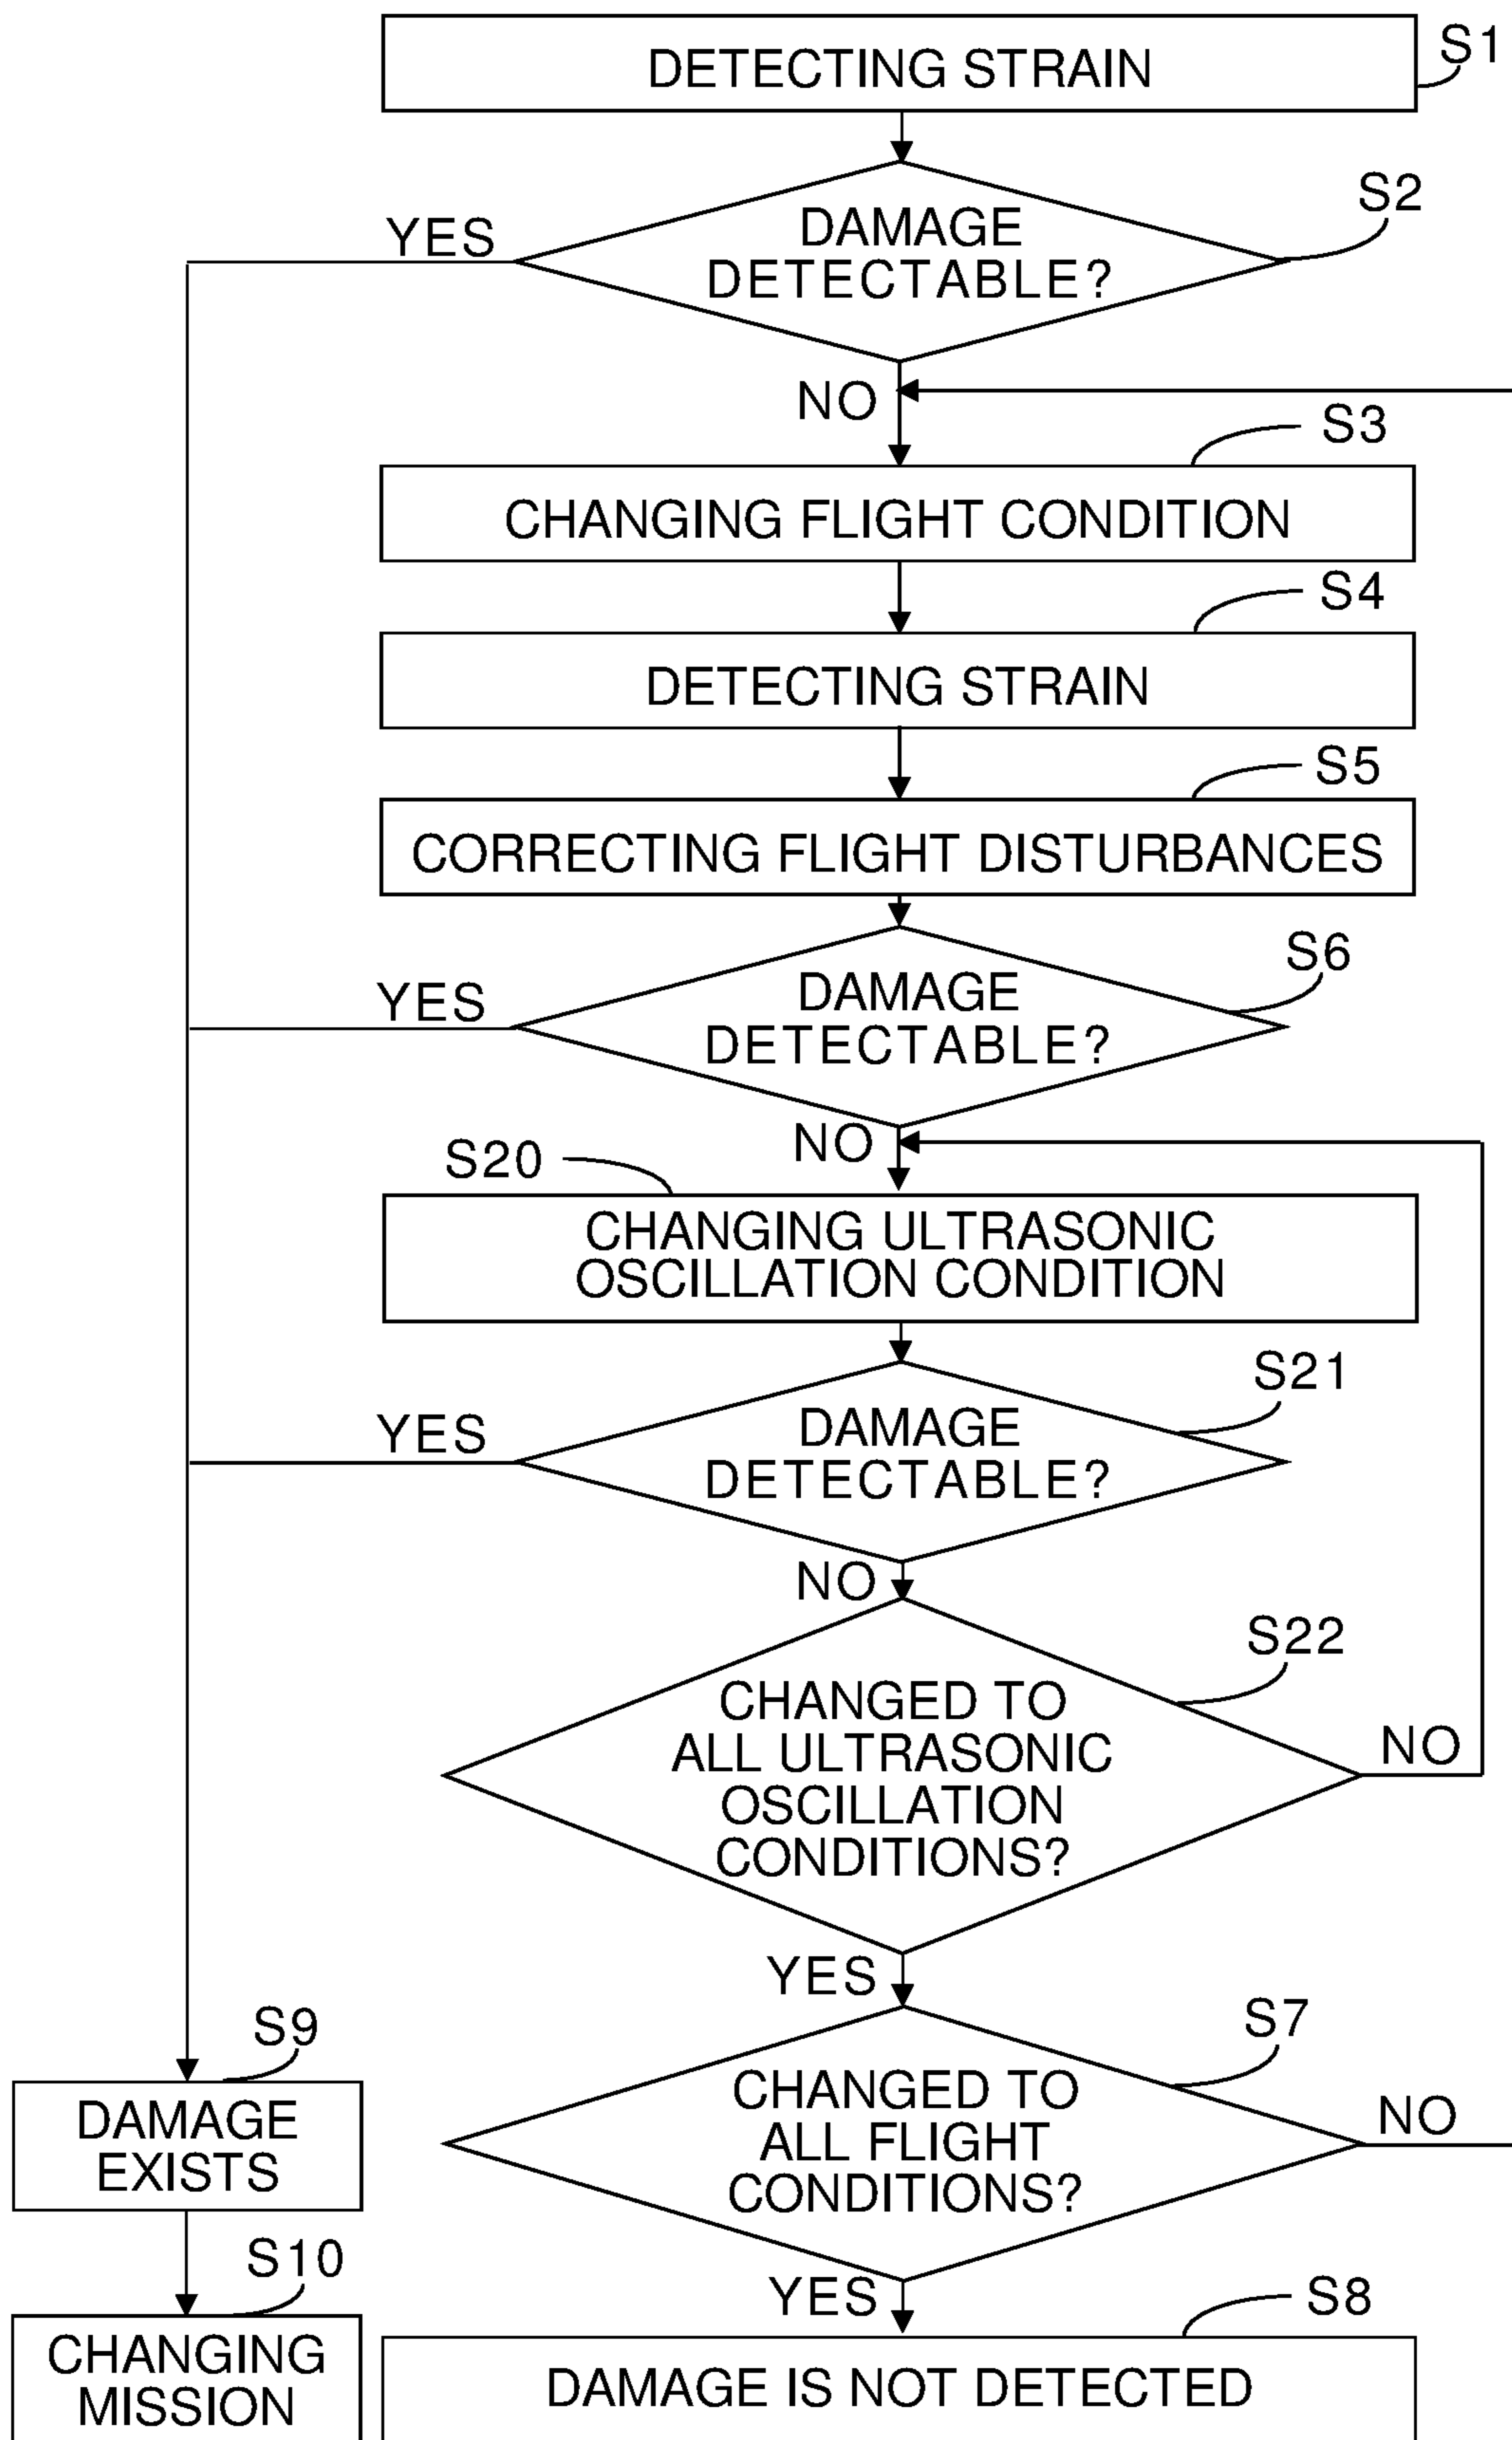 DETECTING STRAIN
S1
DAMAGE
DETECTABLE?
S2
YES
NO
S3
CHANGING FLIGHT CONDITION
S4
DETECTING STRAIN
S5
CORRECTING FLIGHT DISTURBANCES
S6
DAMAGE
DETECTABLE?
YES
NO
S20
CHANGING ULTRASONIC
OSCILLATION CONDITION
S21
DAMAGE
DETECTABLE?
YES
NO
S22
CHANGED TO
ALL ULTRASONIC
OSCILLATION
CONDITIONS?
NO
YES
S7
CHANGED TO
ALL FLIGHT
CONDITIONS?
NO
YES
S9
DAMAGE
EXISTS
S10
CHANGING
MISSION
S8
DAMAGE IS NOT DETECTED